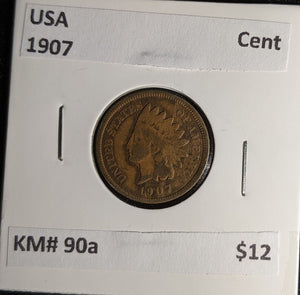 USA
1907 Cent
UNITED STATES OF AMERICA
1907
KM# 90a $12